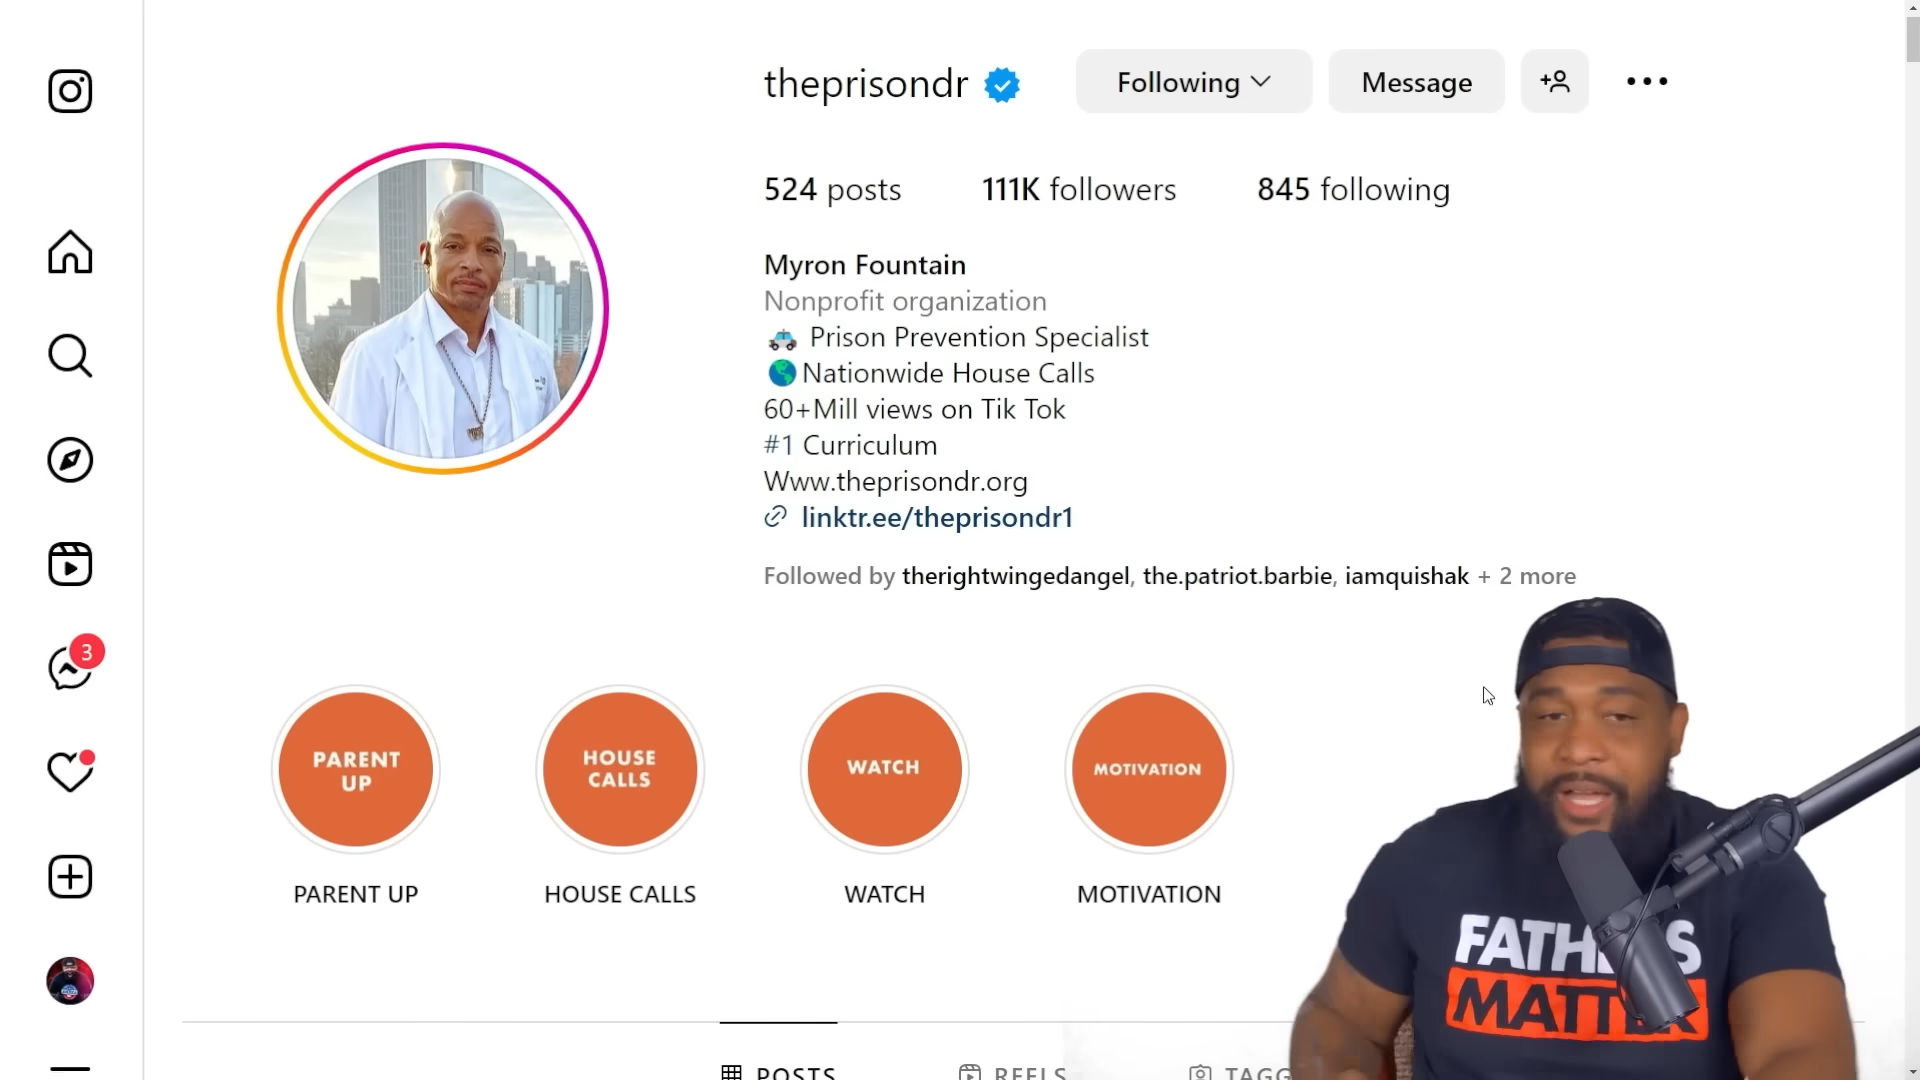 theprisondr
Following
Message
524 posts
111K followers
845 following
Myron Fountain
Nonprofit organization
Prison Prevention Specialist
Nationwide House Calls
60+Mill views on Tik Tok
#1 Curriculum
Www.theprisondr.org
linktr.ee/theprisondr1
Followed by therightwingedangel, the.patriot.barbie, iamquishak + 2 more
3
PARENT
UP
HOUSE
CALLS
WATCH
MOTIVATION
PARENT UP
HOUSE CALLS
WATCH
MOTIVATION
POSTS
REELS